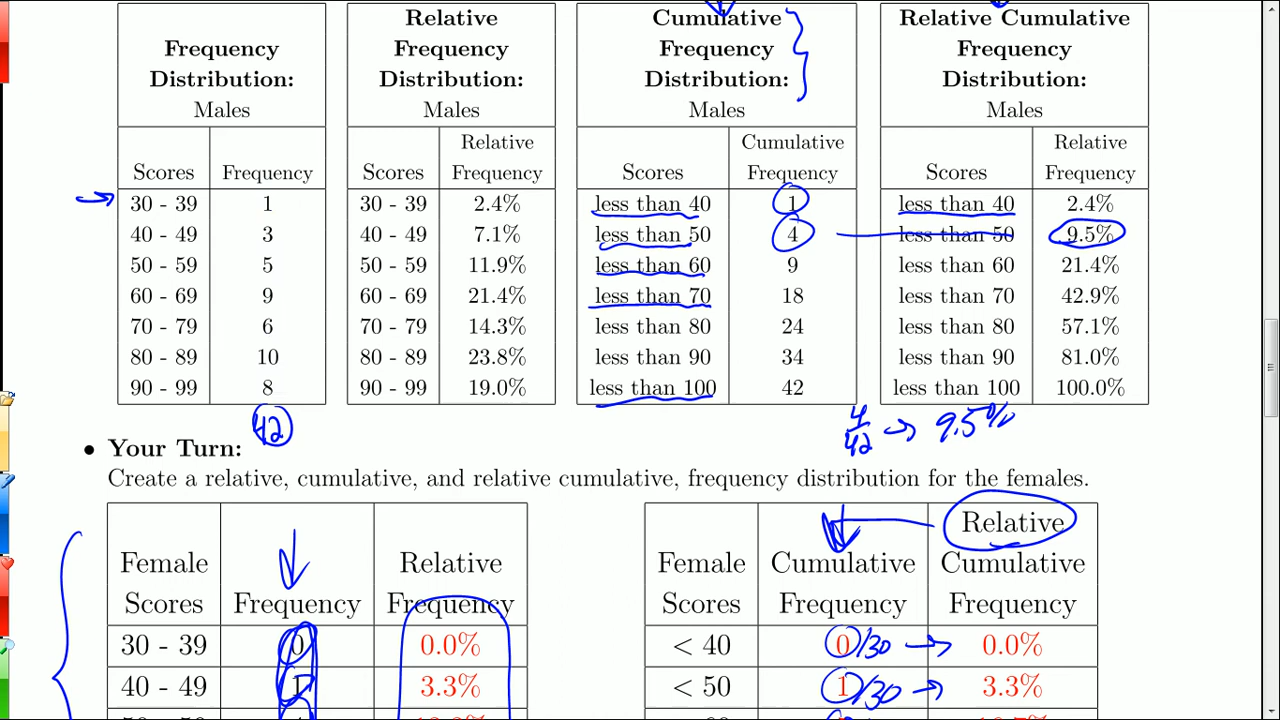 Frequency
Distribution:
Males
Scores Frequency
30 - 39 1
40 - 49 3
50 - 59 5
60 - 69 9
70 - 79 6
80 - 89 10
90 - 99 8
42
Relative
Frequency
Distribution:
Males
Relative
Scores Frequency
30 - 39 2.4%
40 - 49 7.1%
50 - 59 11.9%
60 - 69 21.4%
70 - 79 14.3%
80 - 89 23.8%
90 - 99 19.0%
Cumulative
Frequency
Distribution:
Males
Cumulative
Scores Frequency
less than 40 1
less than 50 4
less than 60 9
less than 70 18
less than 80 24
less than 90 34
less than 100 42
Relative Cumulative
Frequency
Distribution:
Males
Relative
Scores Frequency
less than 40 2.4%
less than 50 9.5%
less than 60 21.4%
less than 70 42.9%
less than 80 57.1%
less than 90 81.0%
less than 100 100.0%
4/42 → 9.5%
• Your Turn:
Create a relative, cumulative, and relative cumulative, frequency distribution for the females.
Female Relative
Scores Frequency Frequency
30 - 39 0 0.0%
40 - 49 1 3.3%
Relative
Female Cumulative Cumulative
Scores Frequency Frequency
< 40 0/30 → 0.0%
< 50 1/30 → 3.3%